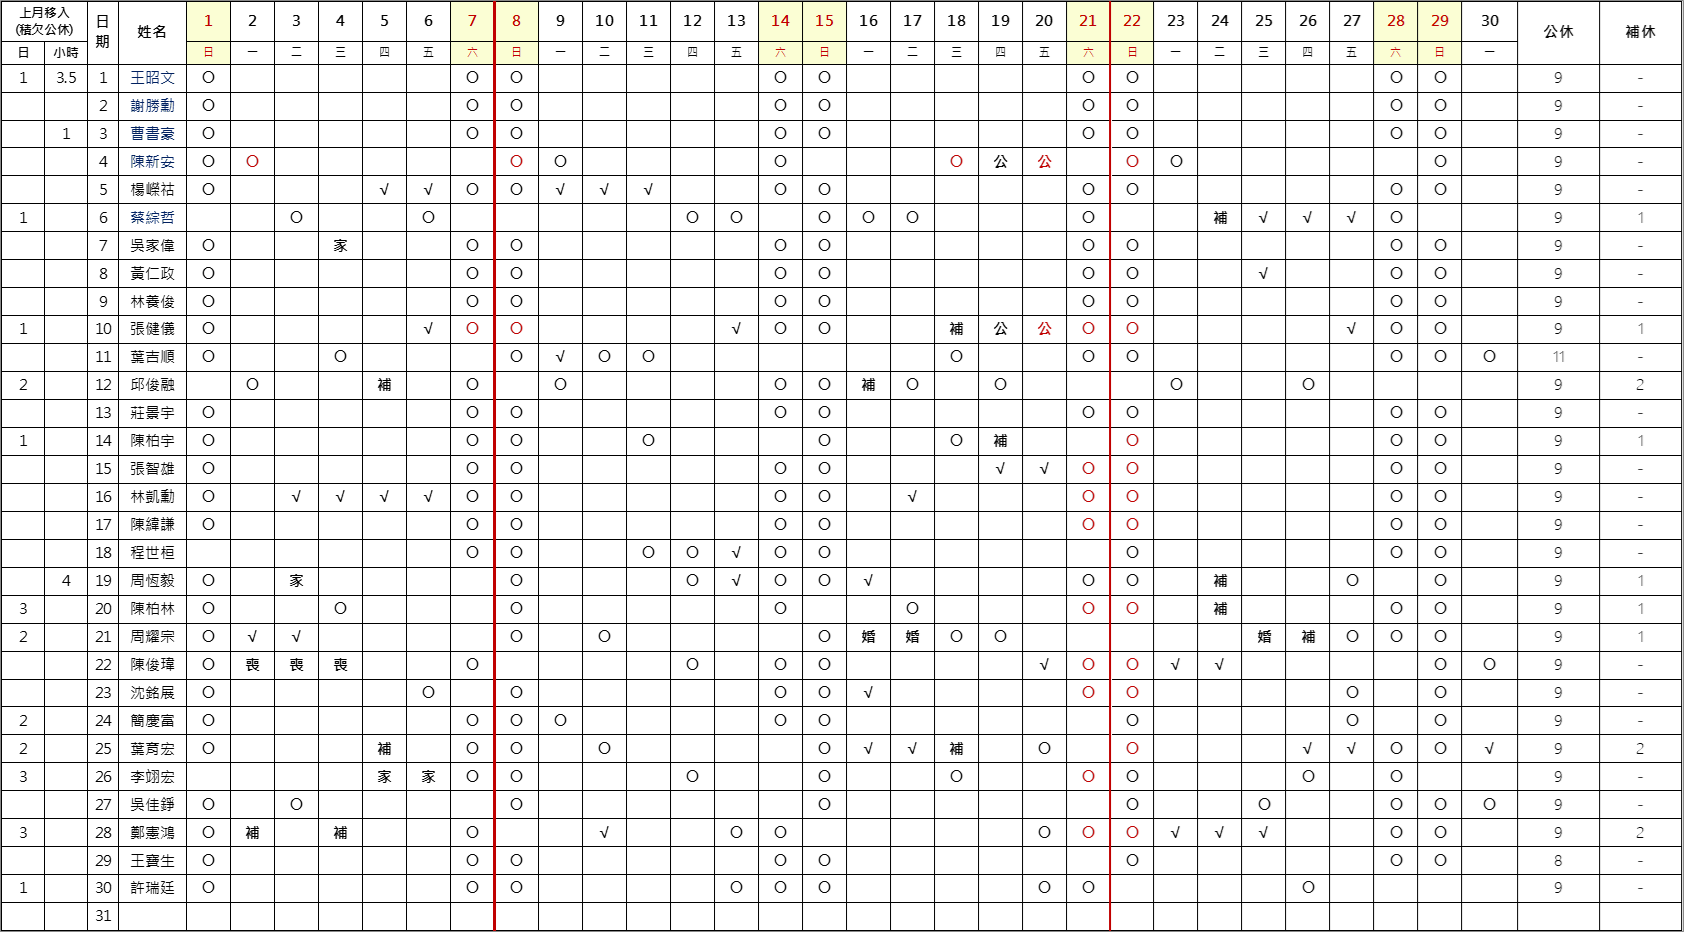 上月移入 日 姓名 1 2 3 4 5 6 7 8 9 10 11 12 13 14 15 16 17 18 19 20 21 22 23 24 25 26 27 28 29 30 公休 補休
(積欠公休) 期
日 小時 日 一 二 三 四 五 六 日 一 二 三 四 五 六 日 一 二 三 四 五 六 日 一 二 三 四 五 六 日 一
1 3.5 1 王昭文 O O O O O O O O O 9 -
2 謝勝勳 O O O O O O O O O 9 -
1 3 曹書豪 O O O O O O O O O 9 -
4 陳新安 O O O O O O 公 公 O O O 9 -
5 楊嶸祜 O √ √ O O √ √ √ O O O O O O 9 -
1 6 蔡綜哲 O O O O O O O O 補 √ √ √ O 9 1
7 吳家偉 O 家 O O O O O O O O 9 -
8 黃仁政 O O O O O O O √ O O 9 -
9 林養俊 O O O O O O O O O 9 -
1 10 張健儀 O √ O O √ O O 補 公 公 O O √ O O 9 1
11 葉吉順 O O O √ O O O O O O O O 11 -
2 12 邱俊融 O 補 O O O O 補 O O O O 9 2
13 莊景宇 O O O O O O O O O 9 -
1 14 陳柏宇 O O O O O O 補 O O O 9 1
15 張智雄 O O O O O √ √ O O O O 9 -
16 林凱勳 O √ √ √ √ O O O O √ O O O O 9 -
17 陳緯謙 O O O O O O O O O 9 -
18 程世桓 O O O O √ O O O O O 9 -
4 19 周恆毅 O 家 O O √ O O √ O O 補 O O 9 1
3 20 陳柏林 O O O O O O O 補 O O 9 1
2 21 周耀宗 O √ √ O O O 婚 婚 O O 婚 補 O O O 9 1
22 陳俊瑋 O 喪 喪 喪 O O O O √ O O √ √ O O 9 -
23 沈銘展 O O O O O √ O O O O 9 -
2 24 簡慶富 O O O O O O O O O 9 -
2 25 葉育宏 O 補 O O O O √ √ 補 O O √ √ O O √ 9 2
3 26 李翊宏 家 家 O O O O O O O O O 9 -
27 吳佳錚 O O O O O O O O O 9 -
3 28 鄭憲鴻 O 補 補 O √ O O O O O √ √ √ O O 9 2
29 王寶生 O O O O O O O O 8 -
1 30 許瑞廷 O O O O O O O O O 9 -
31